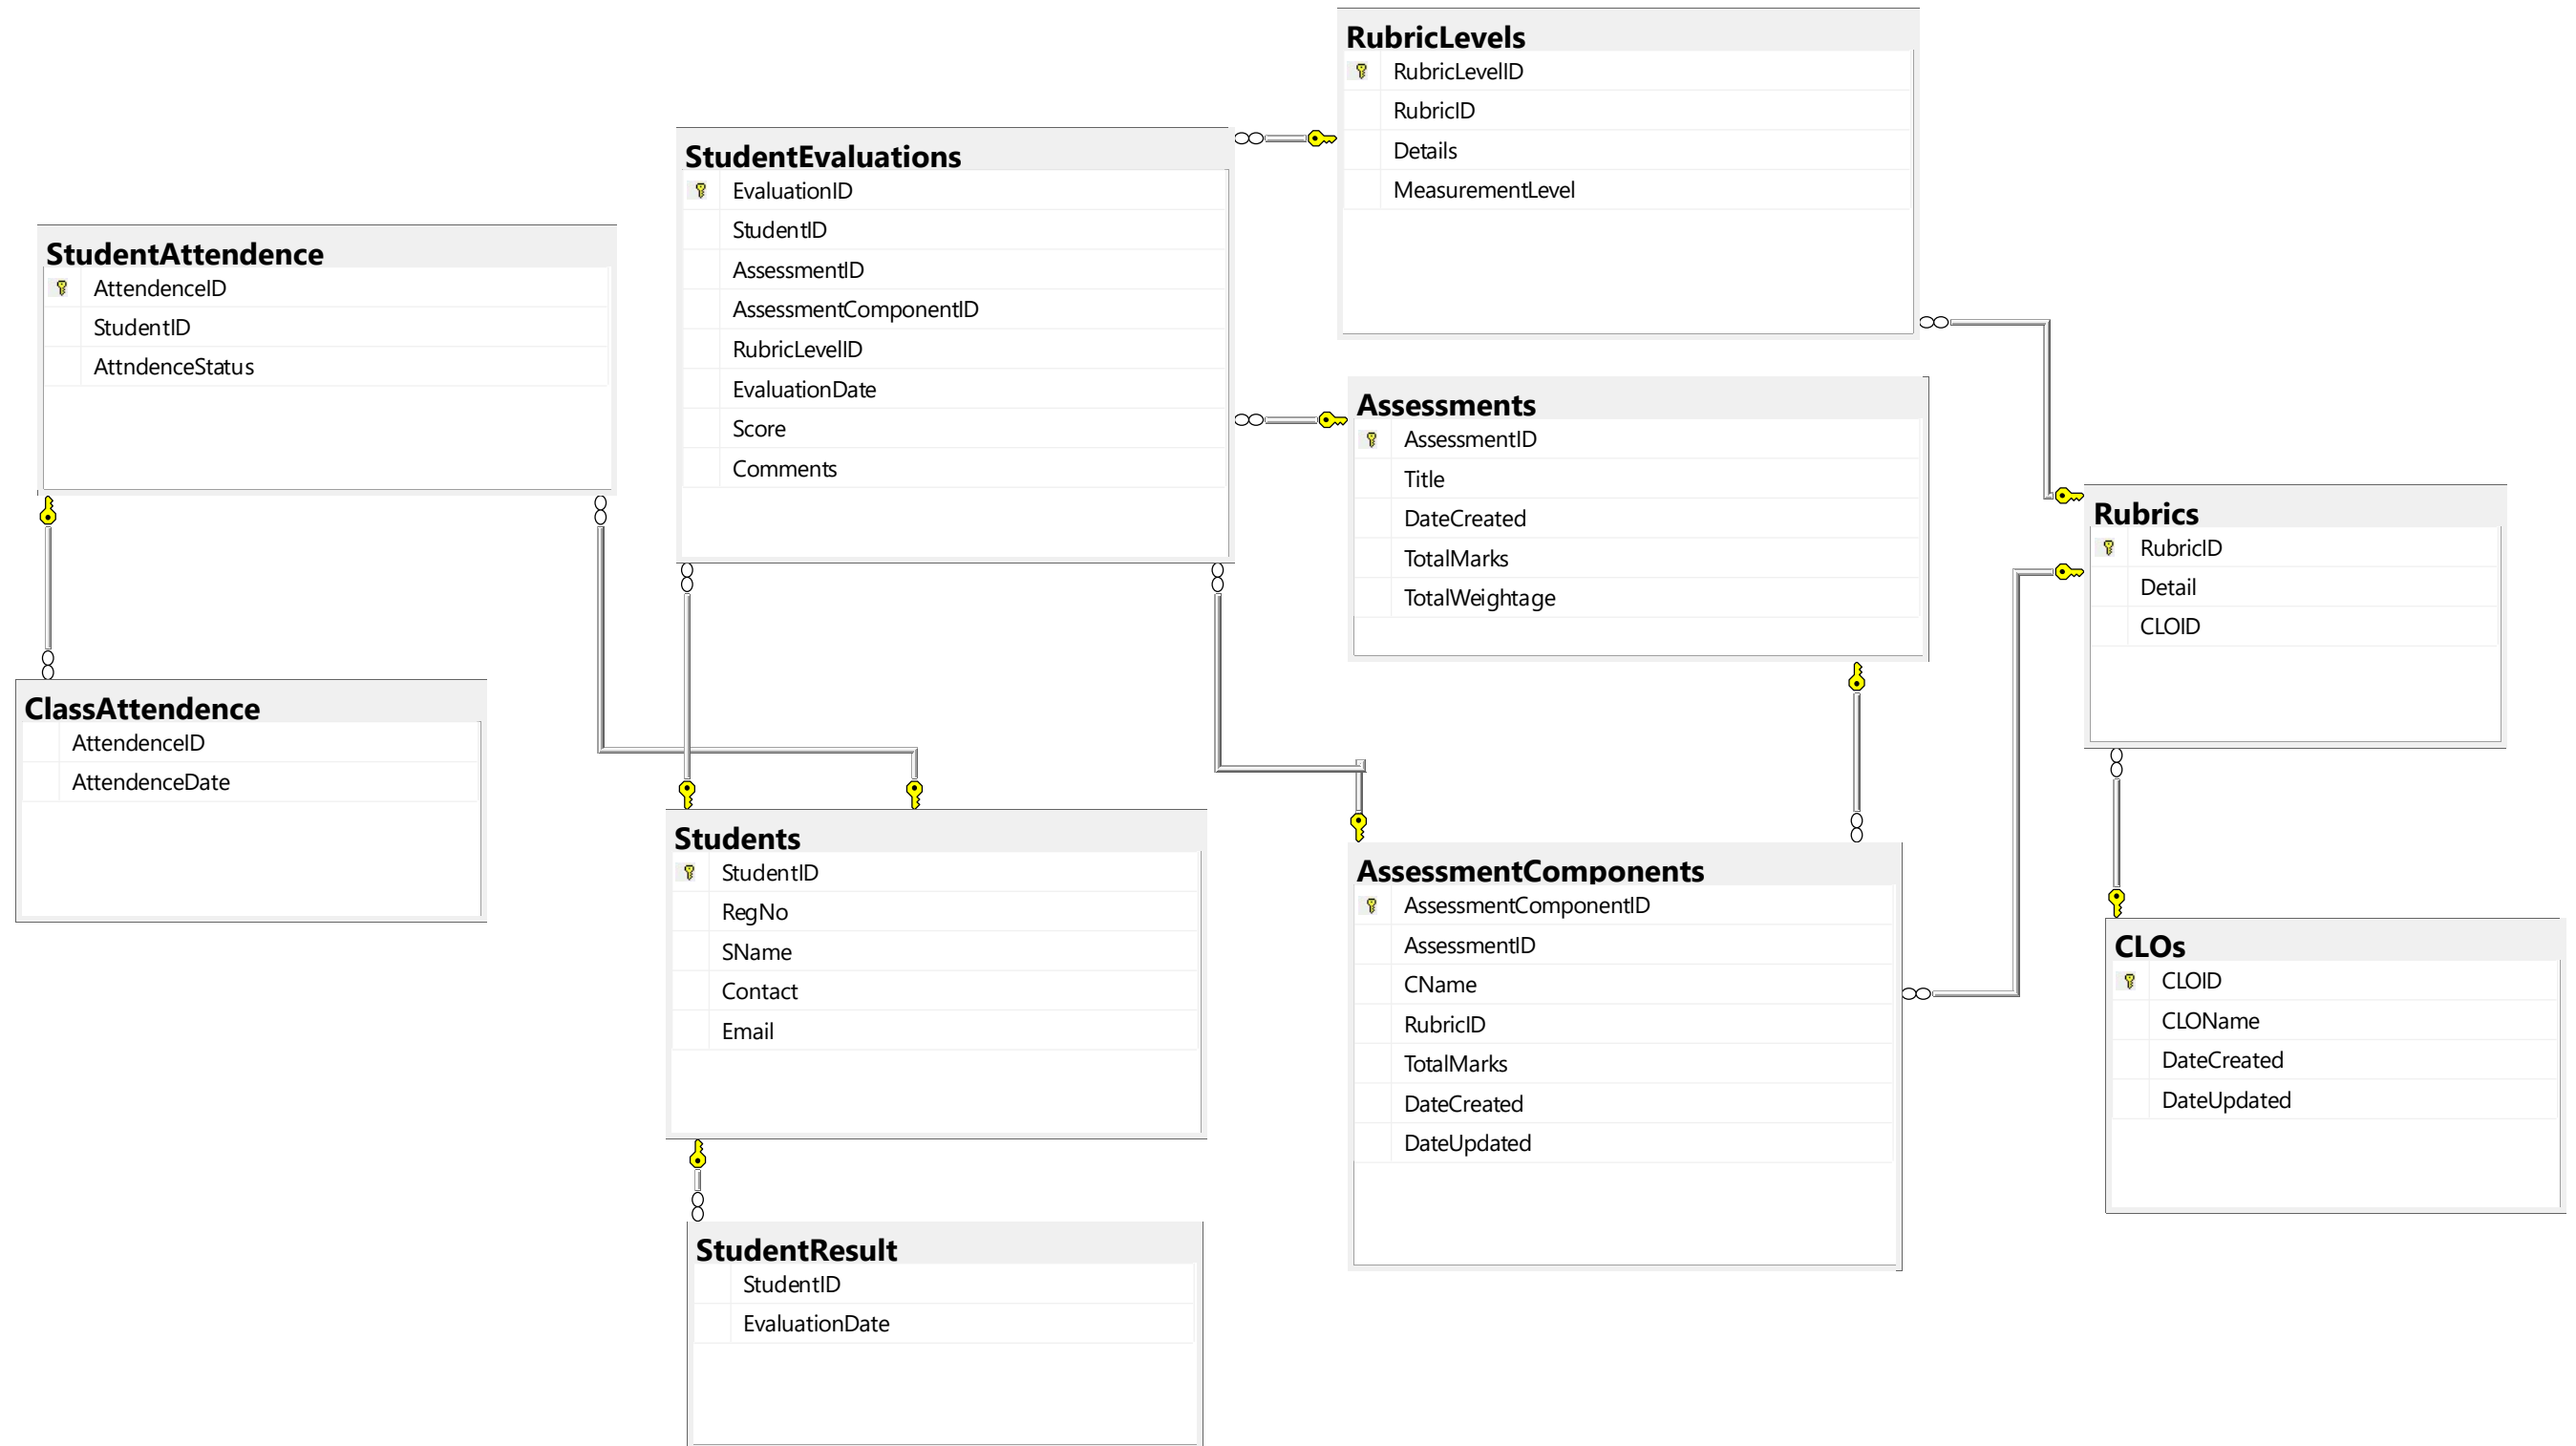 RubricLevels
RubricLevelID
RubricID
Details
MeasurementLevel
StudentEvaluations
EvaluationID
StudentID
AssessmentID
AssessmentComponentID
RubricLevelID
EvaluationDate
Score
Comments
StudentAttendence
AttendenceID
StudentID
AttndenceStatus
Assessments
AssessmentID
Title
DateCreated
TotalMarks
TotalWeightage
Rubrics
RubricID
Detail
CLOID
ClassAttendence
AttendenceID
AttendenceDate
Students
StudentID
RegNo
SName
Contact
Email
AssessmentComponents
AssessmentComponentID
AssessmentID
CName
RubricID
TotalMarks
DateCreated
DateUpdated
CLOs
CLOID
CLOName
DateCreated
DateUpdated
StudentResult
StudentID
EvaluationDate